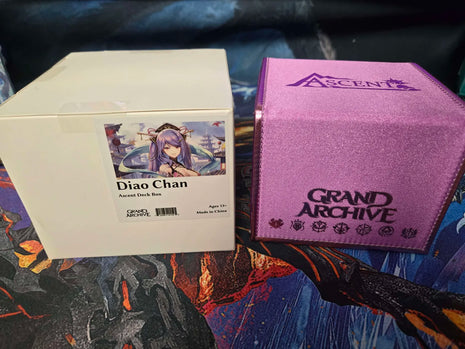 Diao Chan
Ascent Deck Box
GRAND
ARCHIVE
Ages 13+
Made in China
ASCENT
GRAND
ARCHIVE